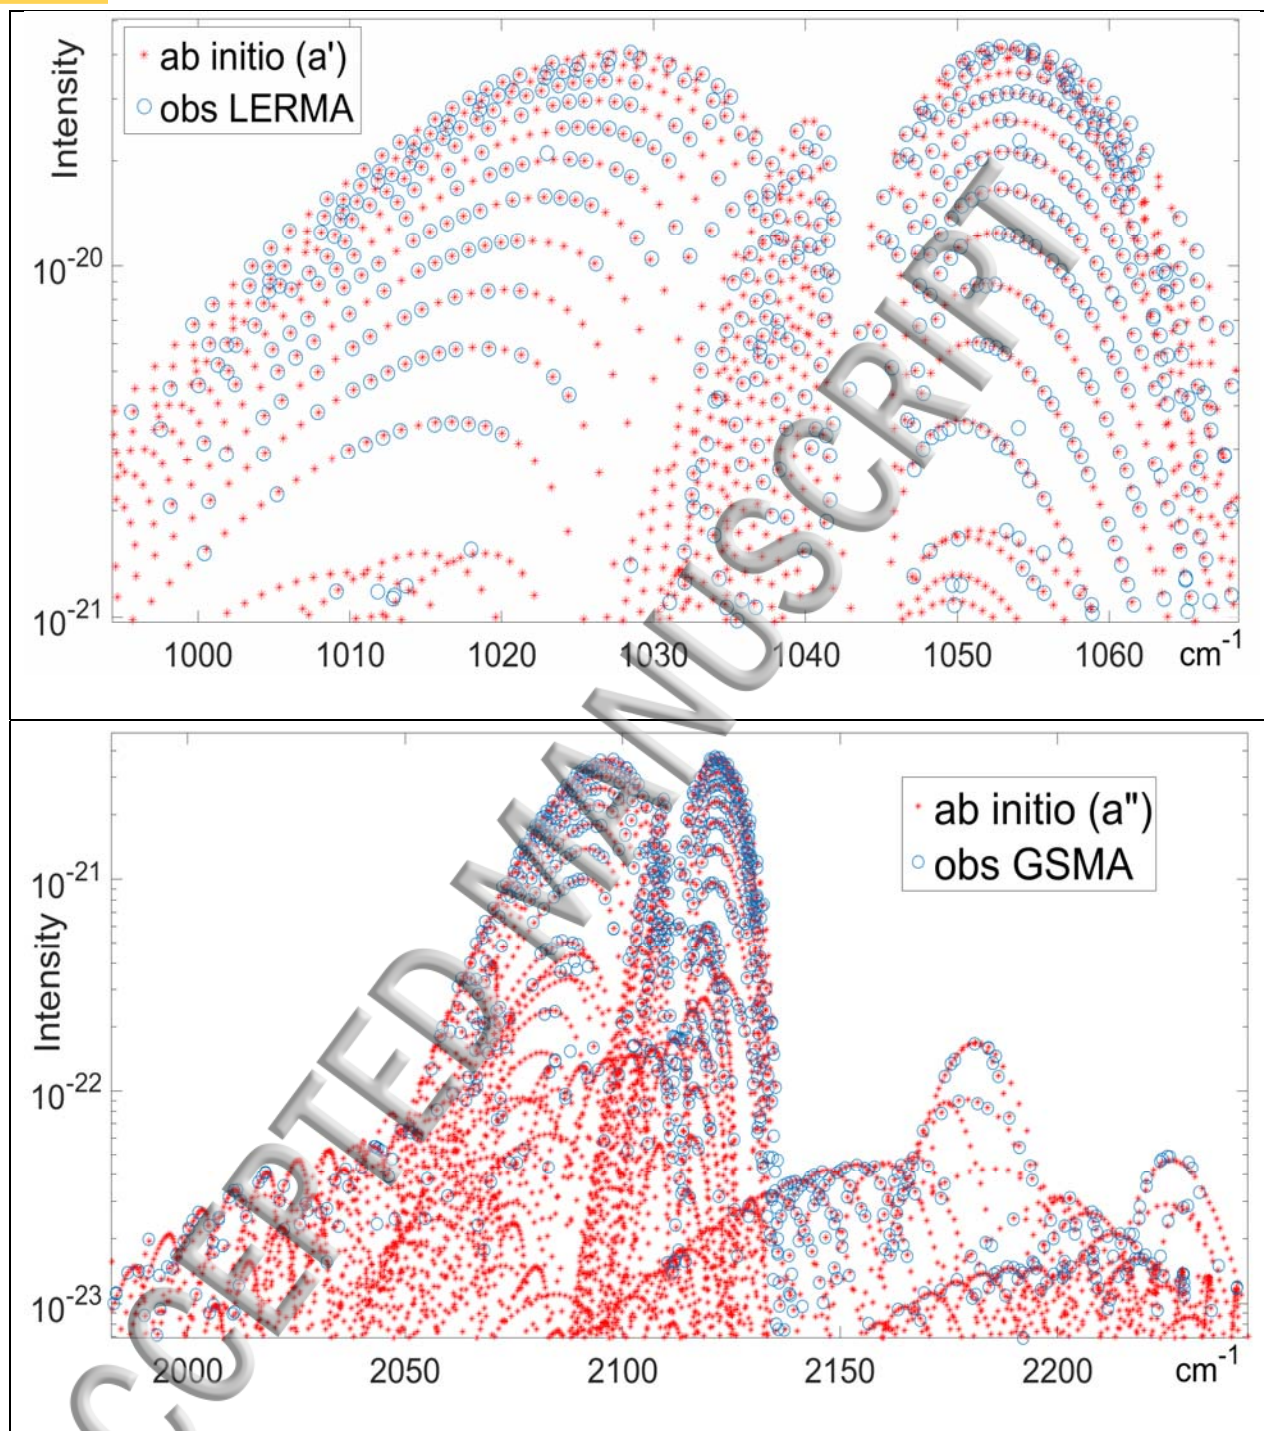 Intensity
* ab initio (a')
○ obs LERMA
10^-20
10^-21
1000 1010 1020 1030 1040 1050 1060 cm^-1
Intensity
* ab initio (a")
○ obs GSMA
10^-21
10^-22
10^-23
2000 2050 2100 2150 2200 cm^-1
CCEPTED MANUSCRIPT